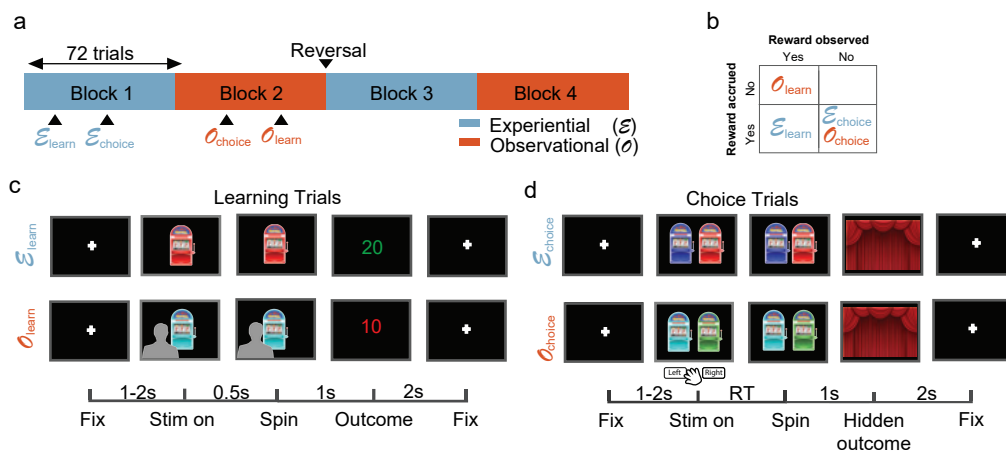 a
72 trials
Reversal
Block 1
Block 2
Block 3
Block 4
ℰlearn
ℰchoice
𝒪choice
𝒪learn
Experiential (ℰ)
Observational (𝒪)
b
Reward observed
Yes
No
Reward accrued
No
Yes
𝒪learn
ℰlearn
ℰchoice
𝒪choice
c
Learning Trials
ℰlearn
20
𝒪learn
10
1-2s
0.5s
1s
2s
Fix
Stim on
Spin
Outcome
Fix
d
Choice Trials
ℰchoice
𝒪choice
Left
Right
1-2s
RT
1s
2s
Fix
Stim on
Spin
Hidden
outcome
Fix